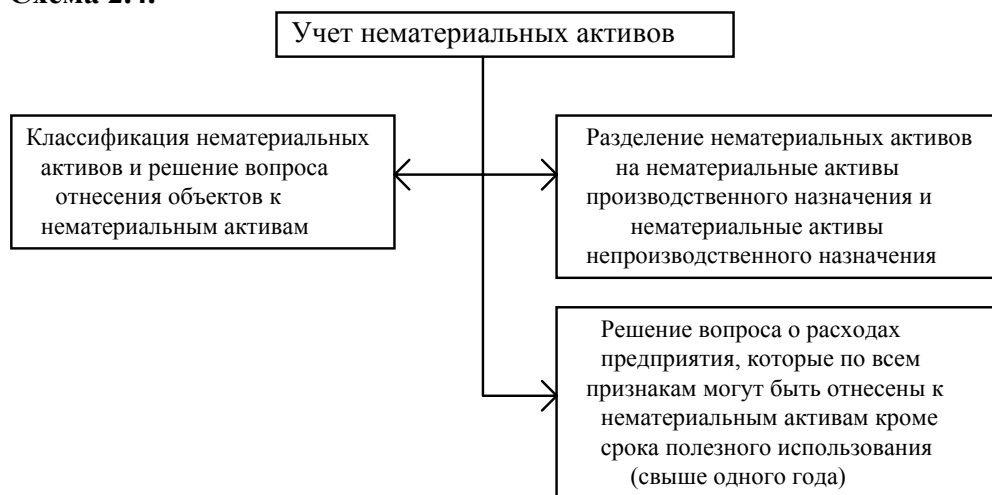 Схема 2.4.
Учет нематериальных активов
Классификация нематериальных
активов и решение вопроса
отнесения объектов к
нематериальным активам
Разделение нематериальных активов
на нематериальные активы
производственного назначения и
нематериальные активы
непроизводственного назначения
Решение вопроса о расходах
предприятия, которые по всем
признакам могут быть отнесены к
нематериальным активам кроме
срока полезного использования
(свыше одного года)